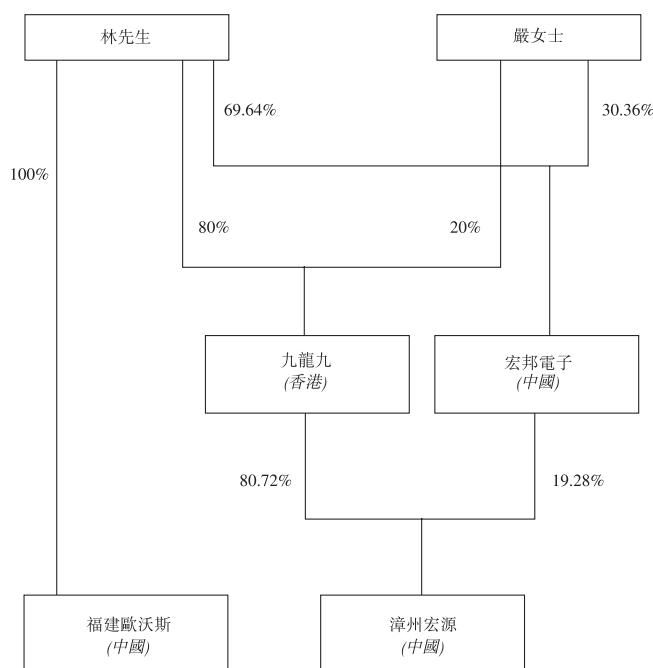 林先生
嚴女士
69.64%
30.36%
100%
80%
20%
九龍九
(香港)
宏邦電子
(中國)
80.72%
19.28%
福建歐沃斯
(中國)
漳州宏源
(中國)